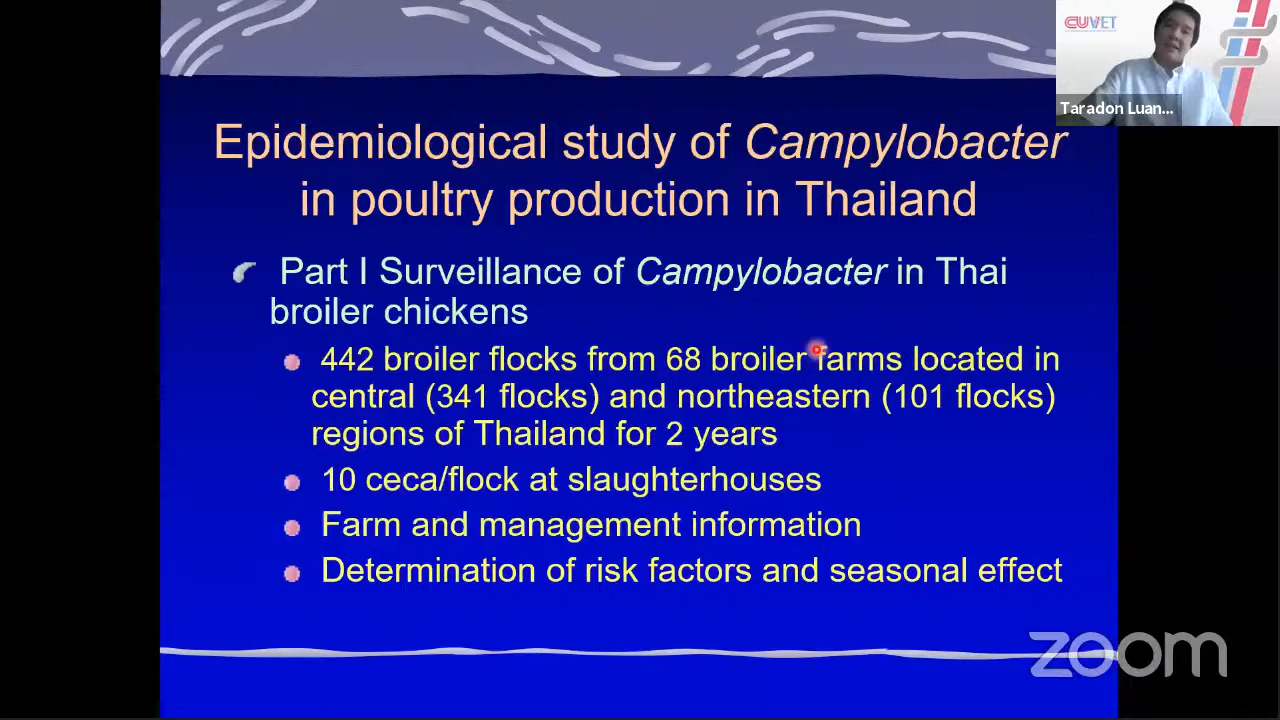 CUVET
Taradon Luan...
Epidemiological study of Campylobacter
in poultry production in Thailand
Part I Surveillance of Campylobacter in Thai
broiler chickens
442 broiler flocks from 68 broiler farms located in
central (341 flocks) and northeastern (101 flocks)
regions of Thailand for 2 years
10 ceca/flock at slaughterhouses
Farm and management information
Determination of risk factors and seasonal effect
zoom